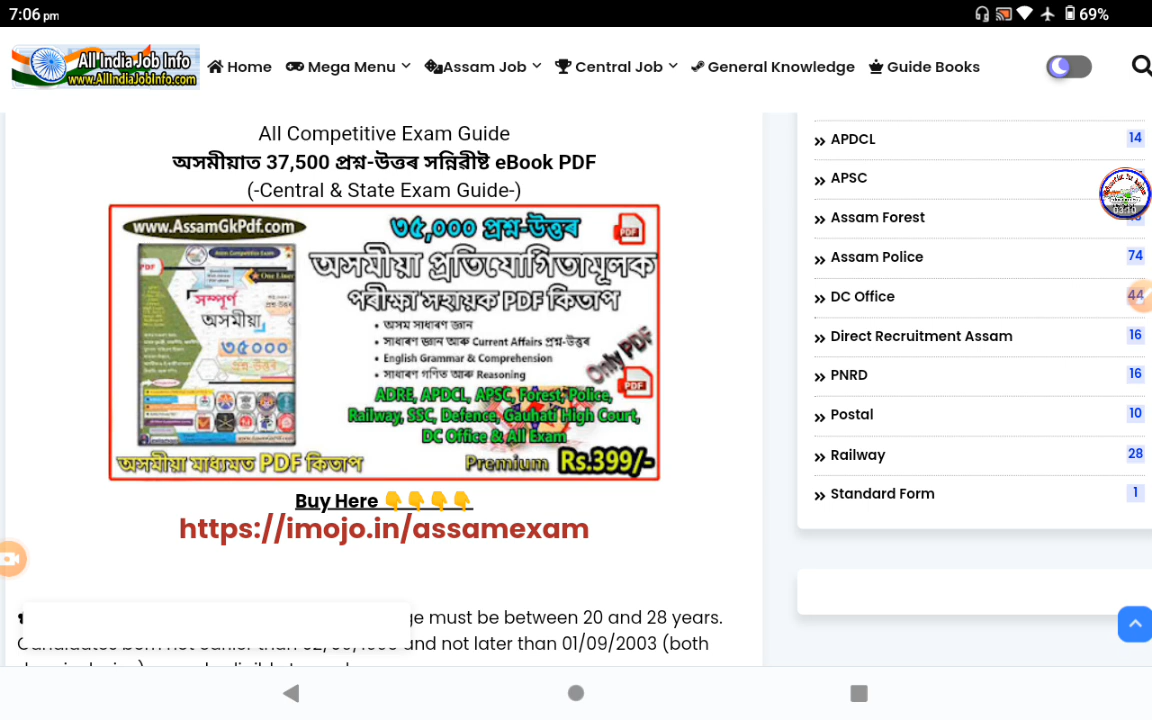 7:06 pm
69%
All India Job Info
www.AllIndiaJobInfo.com
Home
Mega Menu
Assam Job
Central Job
General Knowledge
Guide Books
All Competitive Exam Guide
অসমীয়াত 37,500 প্ৰশ্ন-উত্তৰ সন্নিৱীষ্ট eBook PDF
(-Central & State Exam Guide-)
www.AssamGkPdf.com
৩৫,০০০ প্ৰশ্ন-উত্তৰ
PDF
অসমীয়া প্ৰতিযোগিতামূলক
পৰীক্ষা সহায়ক PDF কিতাপ
PDF
One Liner
সম্পূৰ্ণ
অসমীয়া
৩৫০০০
প্ৰশ্ন উত্তৰ
• অসম সাধাৰণ জ্ঞান
• সাধাৰণ জ্ঞান আৰু Current Affairs প্ৰশ্ন-উত্তৰ
• English Grammar & Comprehension
• সাধাৰণ গণিত আৰু Reasoning
Only PDF
PDF
ADRE, APDCL, APSC, Forest, Police,
Railway, SSC, Defence, Gauhati High Court,
DC Office & All Exam
অসমীয়া মাধ্যমত PDF কিতাপ
Premium Rs.399/-
Buy Here 👇👇👇👇
https://imojo.in/assamexam
ge must be between 20 and 28 years.
and not later than 01/09/2003 (both
APDCL 14
APSC
Assam Forest
Assam Police 74
DC Office 44
Direct Recruitment Assam 16
PNRD 16
Postal 10
Railway 28
Standard Form 1
03:10